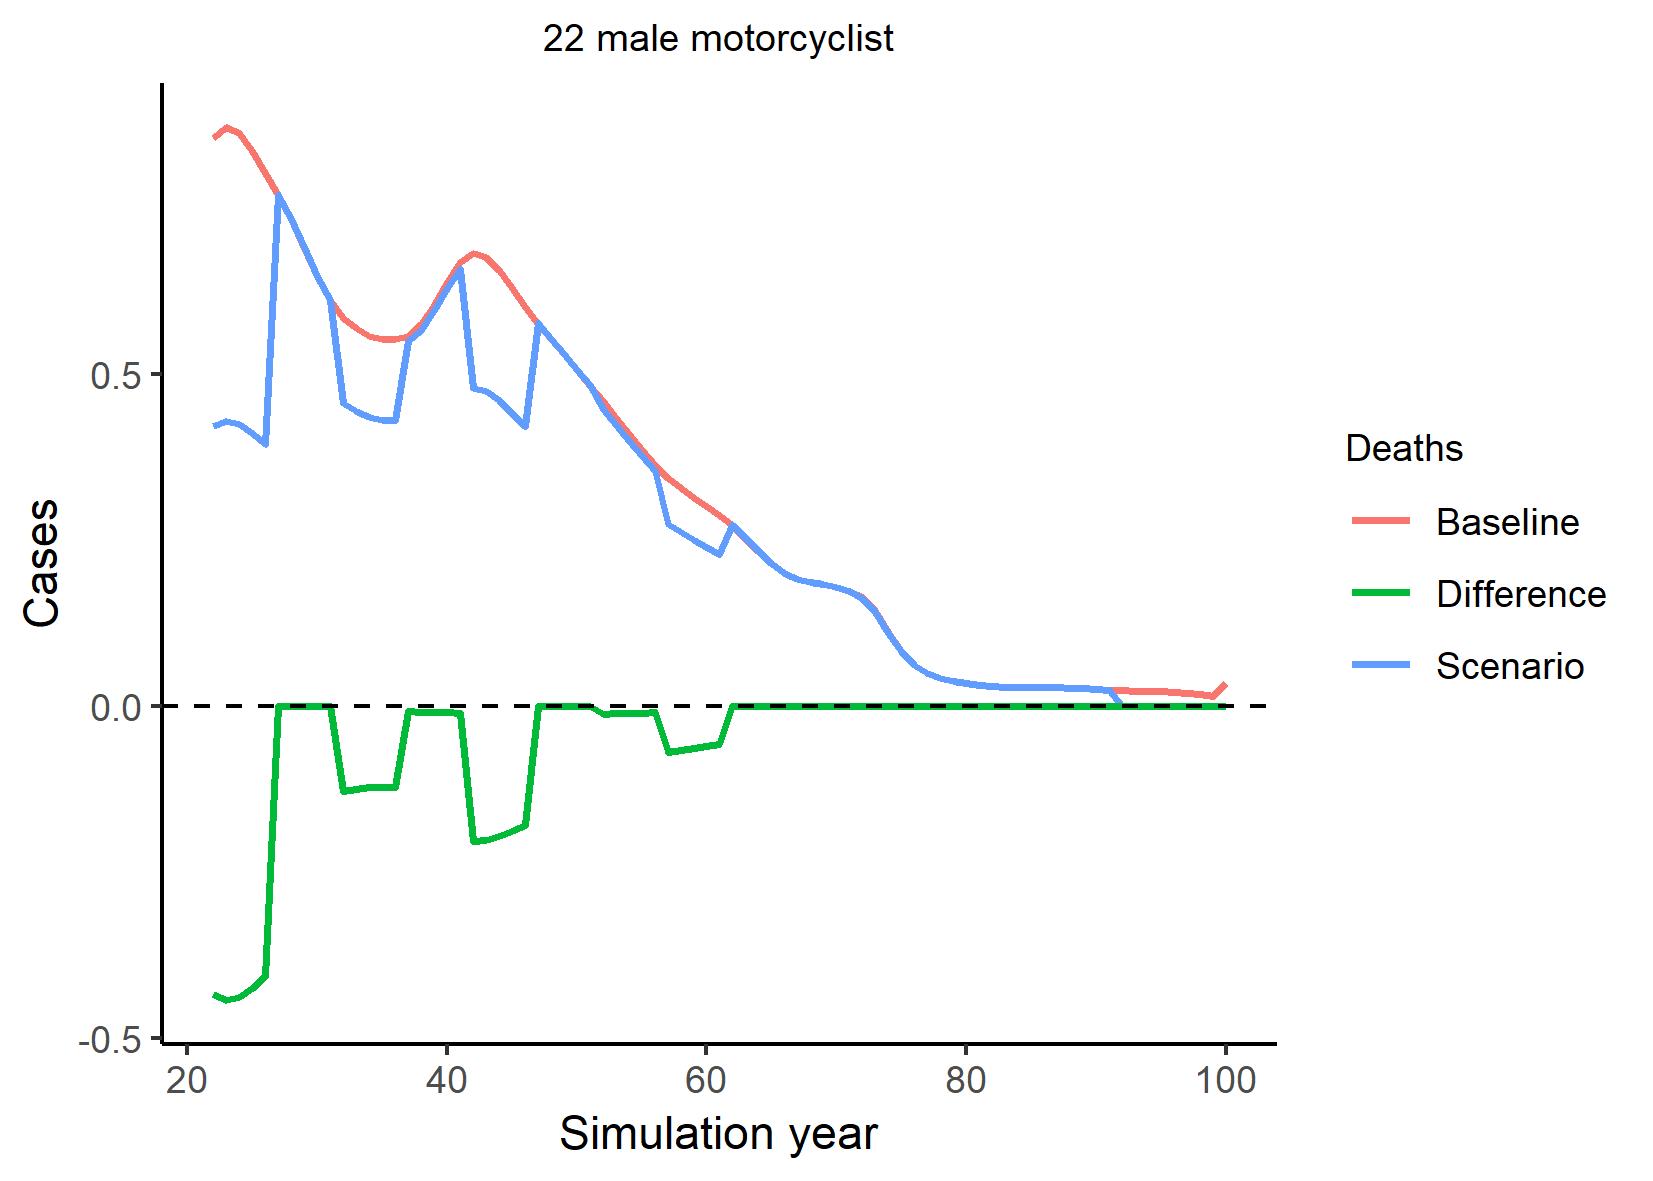 22 male motorcyclist
Cases
0.5
0.0
-0.5
20 40 60 80 100
Simulation year
Deaths
Baseline
Difference
Scenario